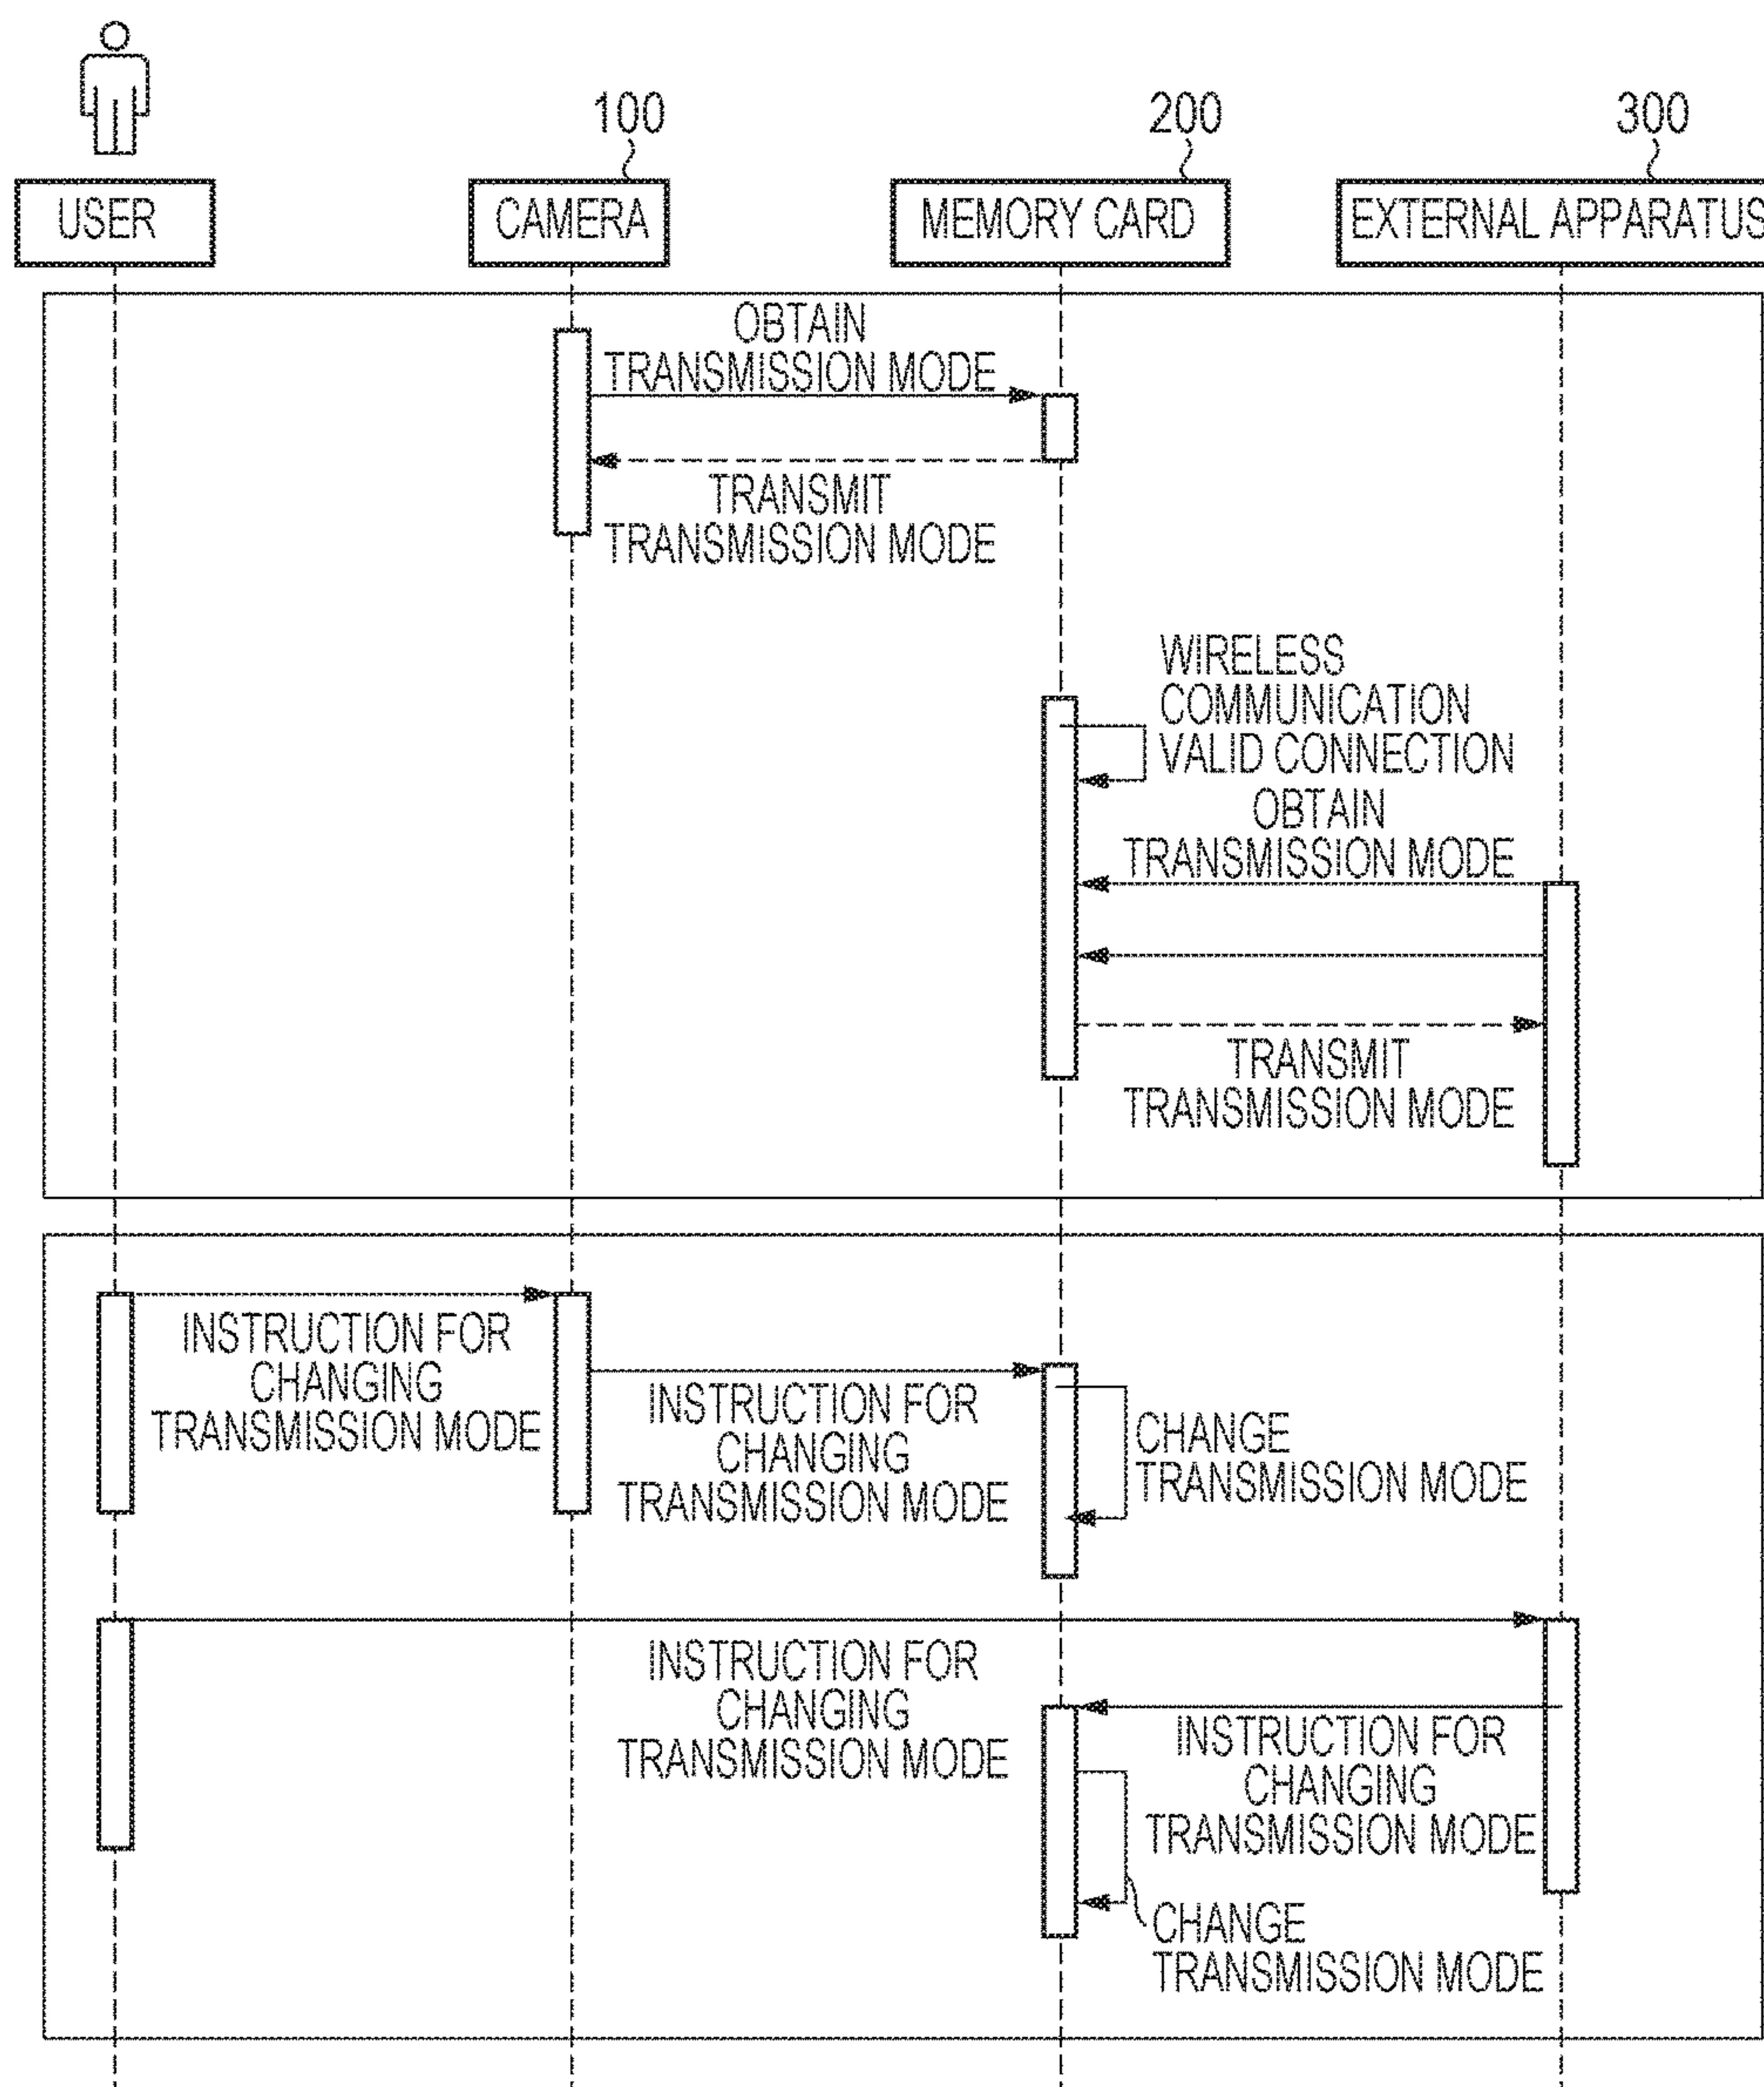 100
200
300
USER
CAMERA
MEMORY CARD
EXTERNAL APPARATUS
OBTAIN
TRANSMISSION MODE
TRANSMIT
TRANSMISSION MODE
WIRELESS
COMMUNICATION
VALID CONNECTION
OBTAIN
TRANSMISSION MODE
TRANSMIT
TRANSMISSION MODE
INSTRUCTION FOR
CHANGING
TRANSMISSION MODE
INSTRUCTION FOR
CHANGING
TRANSMISSION MODE
CHANGE
TRANSMISSION MODE
INSTRUCTION FOR
CHANGING
TRANSMISSION MODE
INSTRUCTION FOR
CHANGING
TRANSMISSION MODE
CHANGE
TRANSMISSION MODE